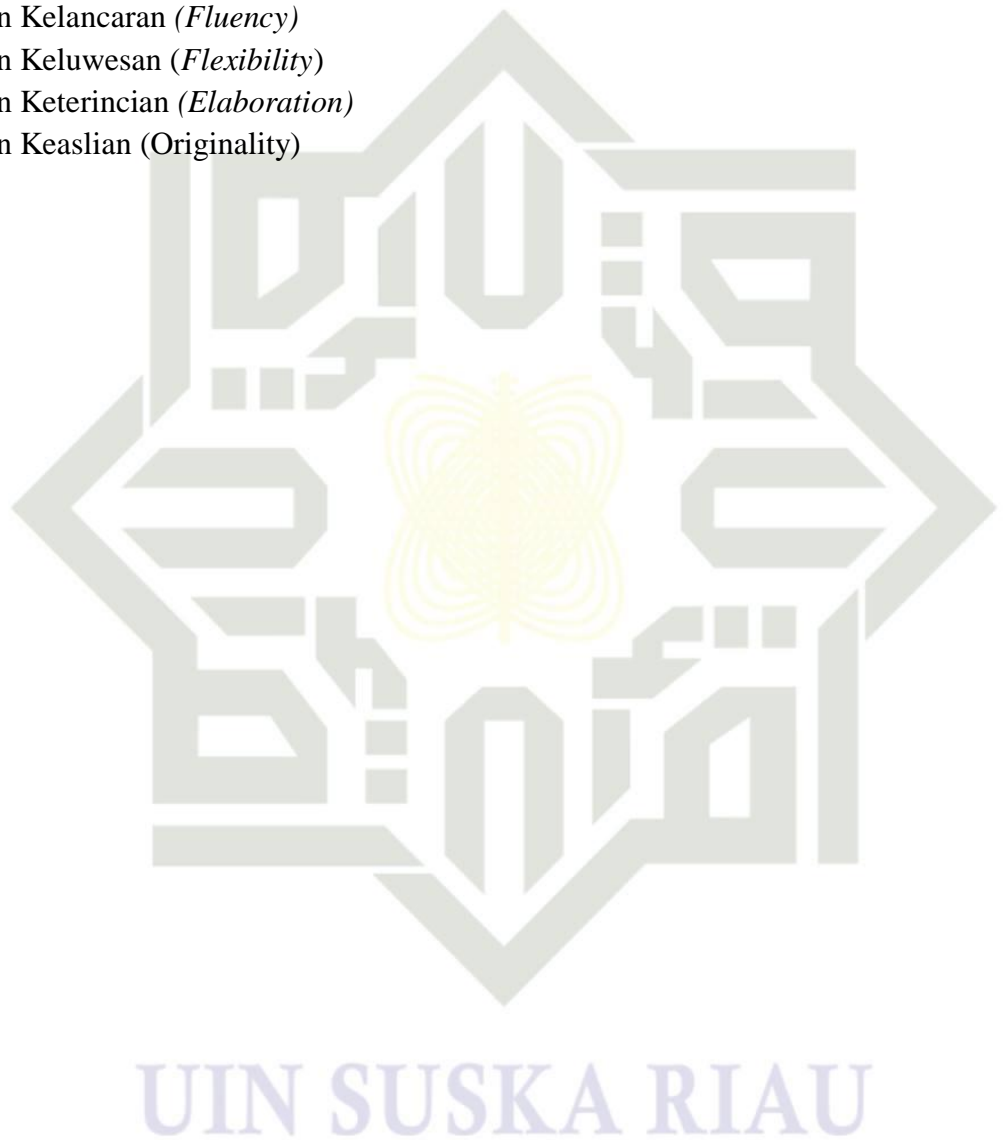 n Kelancaran (Fluency)
n Keluwesan (Flexibility)
n Keterincian (Elaboration)
n Keaslian (Originality)
UIN SUSKA RIAU